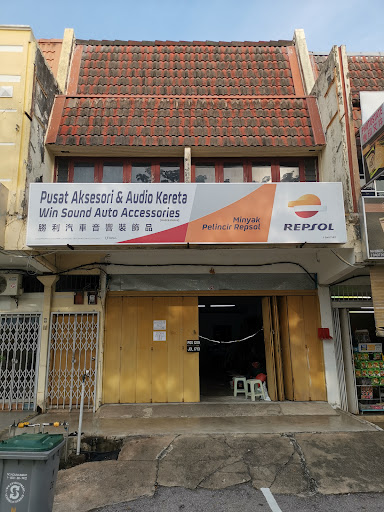 Pusat Aksesori & Audio Kereta
Win Sound Auto Accessories
勝利汽車音響裝飾品
Minyak
Pelincir Repsol
REPSOL